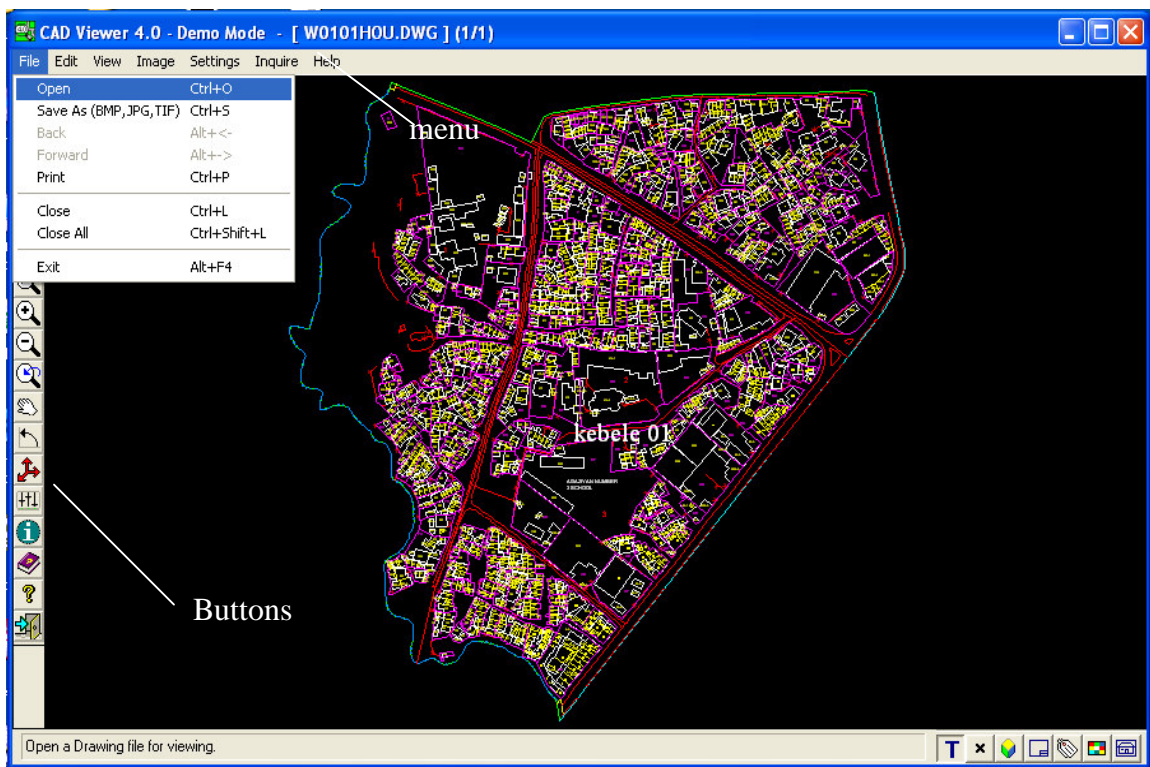 CAD Viewer 4.0 - Demo Mode - [ W0101HOU.DWG ] (1/1)
File Edit View Image Settings Inquire Help
Open Ctrl+O
Save As (BMP,JPG,TIF) Ctrl+S
Back Alt+<-
Forward Alt+->
Print Ctrl+P
Close Ctrl+L
Close All Ctrl+Shift+L
Exit Alt+F4
menu
kebele 01
3 SCHOOL
Buttons
Open a Drawing file for viewing.
T